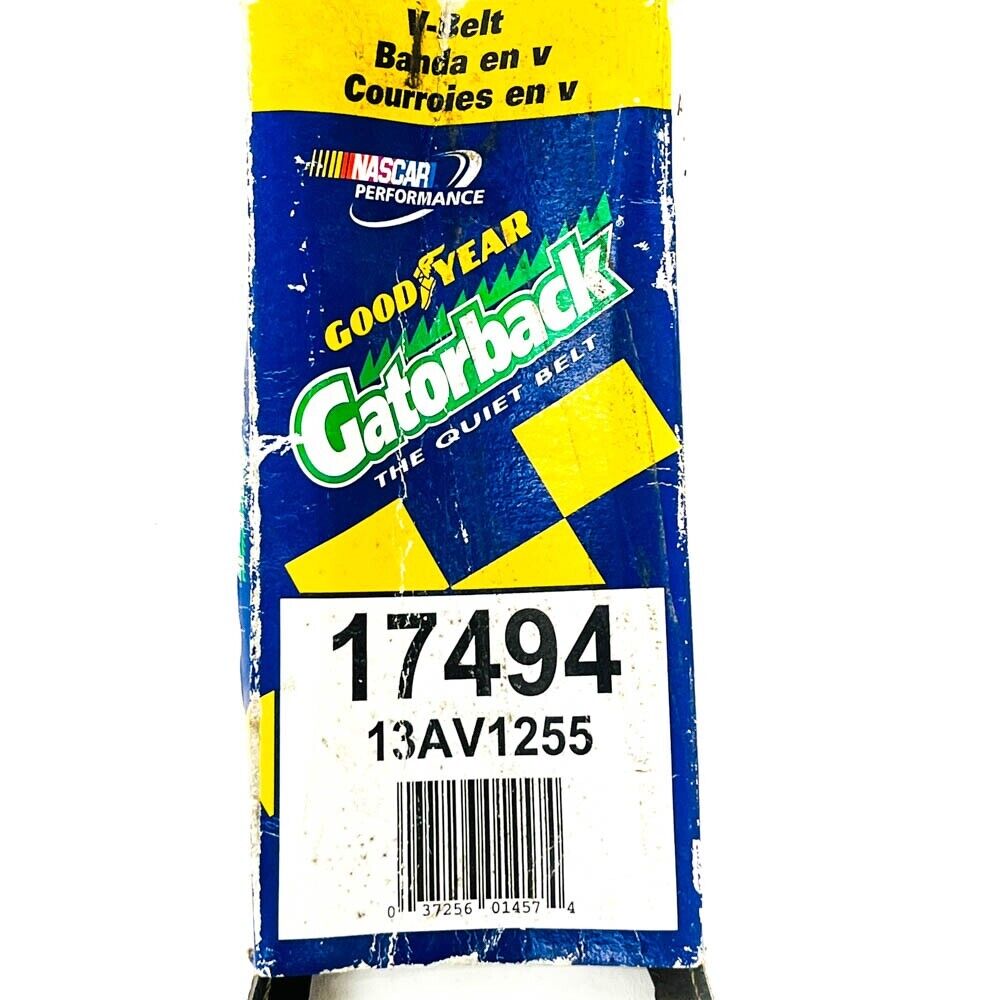 V-Belt
Banda en v
Courroies en v
NASCAR
PERFORMANCE
GOODYEAR
Gatorback
THE QUIET BELT
17494
13AV1255
0 37256 01457 4